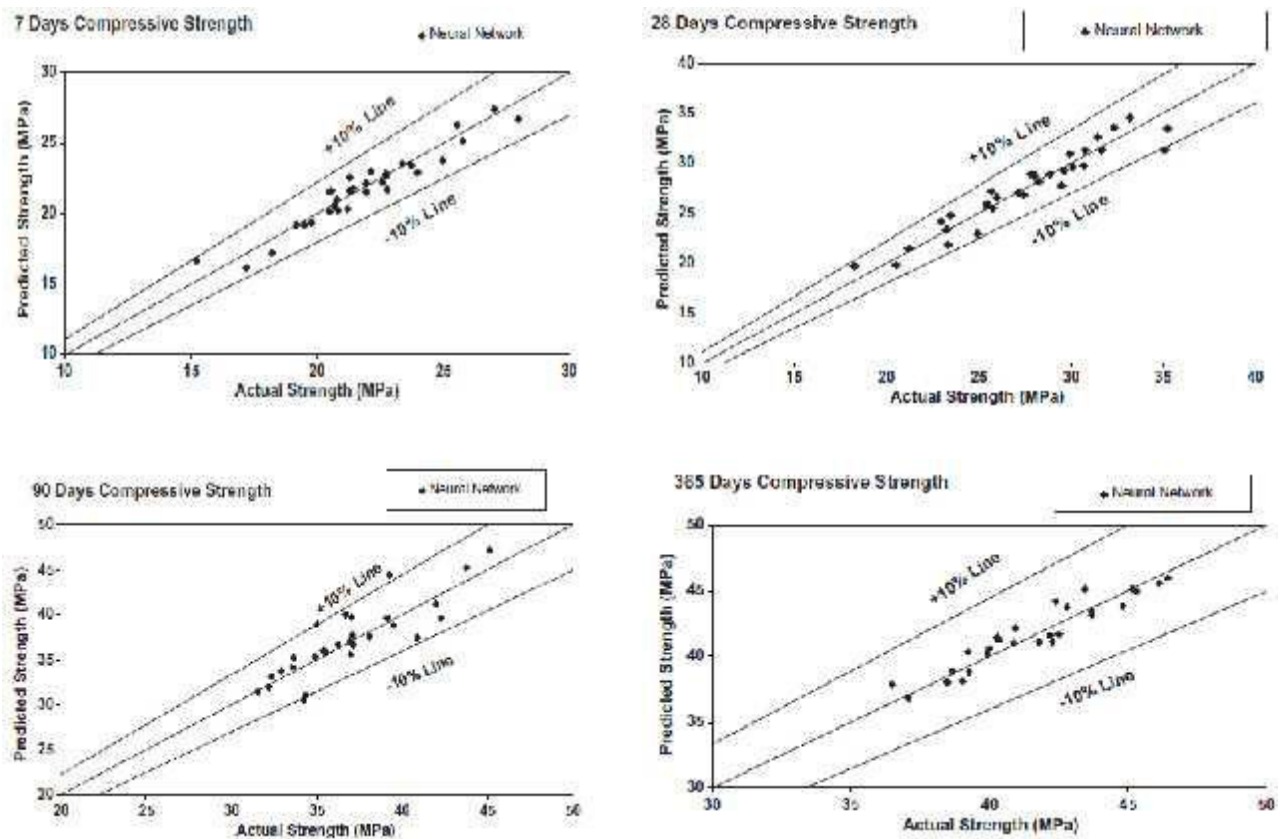 7 Days Compressive Strength
Neural Network
Predicted Strength (MPa)
30
25
20
15
10
+10% Line
-10% Line
10 15 20 25 30
Actual Strength (MPa)
28 Days Compressive Strength
Neural Network
Predicted Strength (MPa)
40
35
30
25
20
15
10
+10% Line
-10% Line
10 15 20 25 30 35 40
Actual Strength (MPa)
90 Days Compressive Strength
Neural Network
Predicted Strength (MPa)
50
45
40
35
30
25
20
+10% Line
-10% Line
20 25 30 35 40 45 50
Actual Strength (MPa)
365 Days Compressive Strength
Neural Network
Predicted Strength (MPa)
50
45
40
35
30
+10% Line
-10% Line
30 35 40 45 50
Actual Strength (MPa)